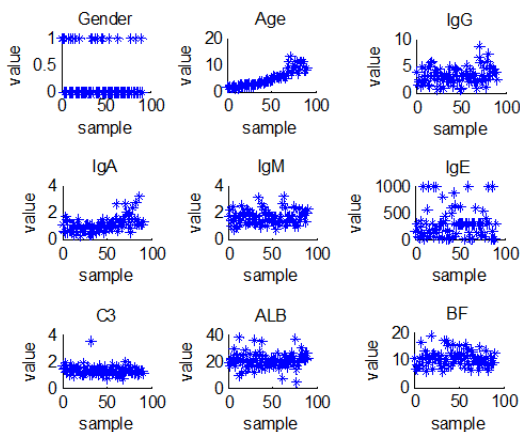 Gender
Age
IgG
value
1
0.5
0
0
50
100
sample
value
20
10
0
0
50
100
sample
value
10
5
0
0
50
100
sample
IgA
IgM
IgE
value
4
2
0
0
50
100
sample
value
4
2
0
0
50
100
sample
value
1000
500
0
0
50
100
sample
C3
ALB
BF
value
4
2
0
0
50
100
sample
value
40
20
0
0
50
100
sample
value
20
10
0
0
50
100
sample